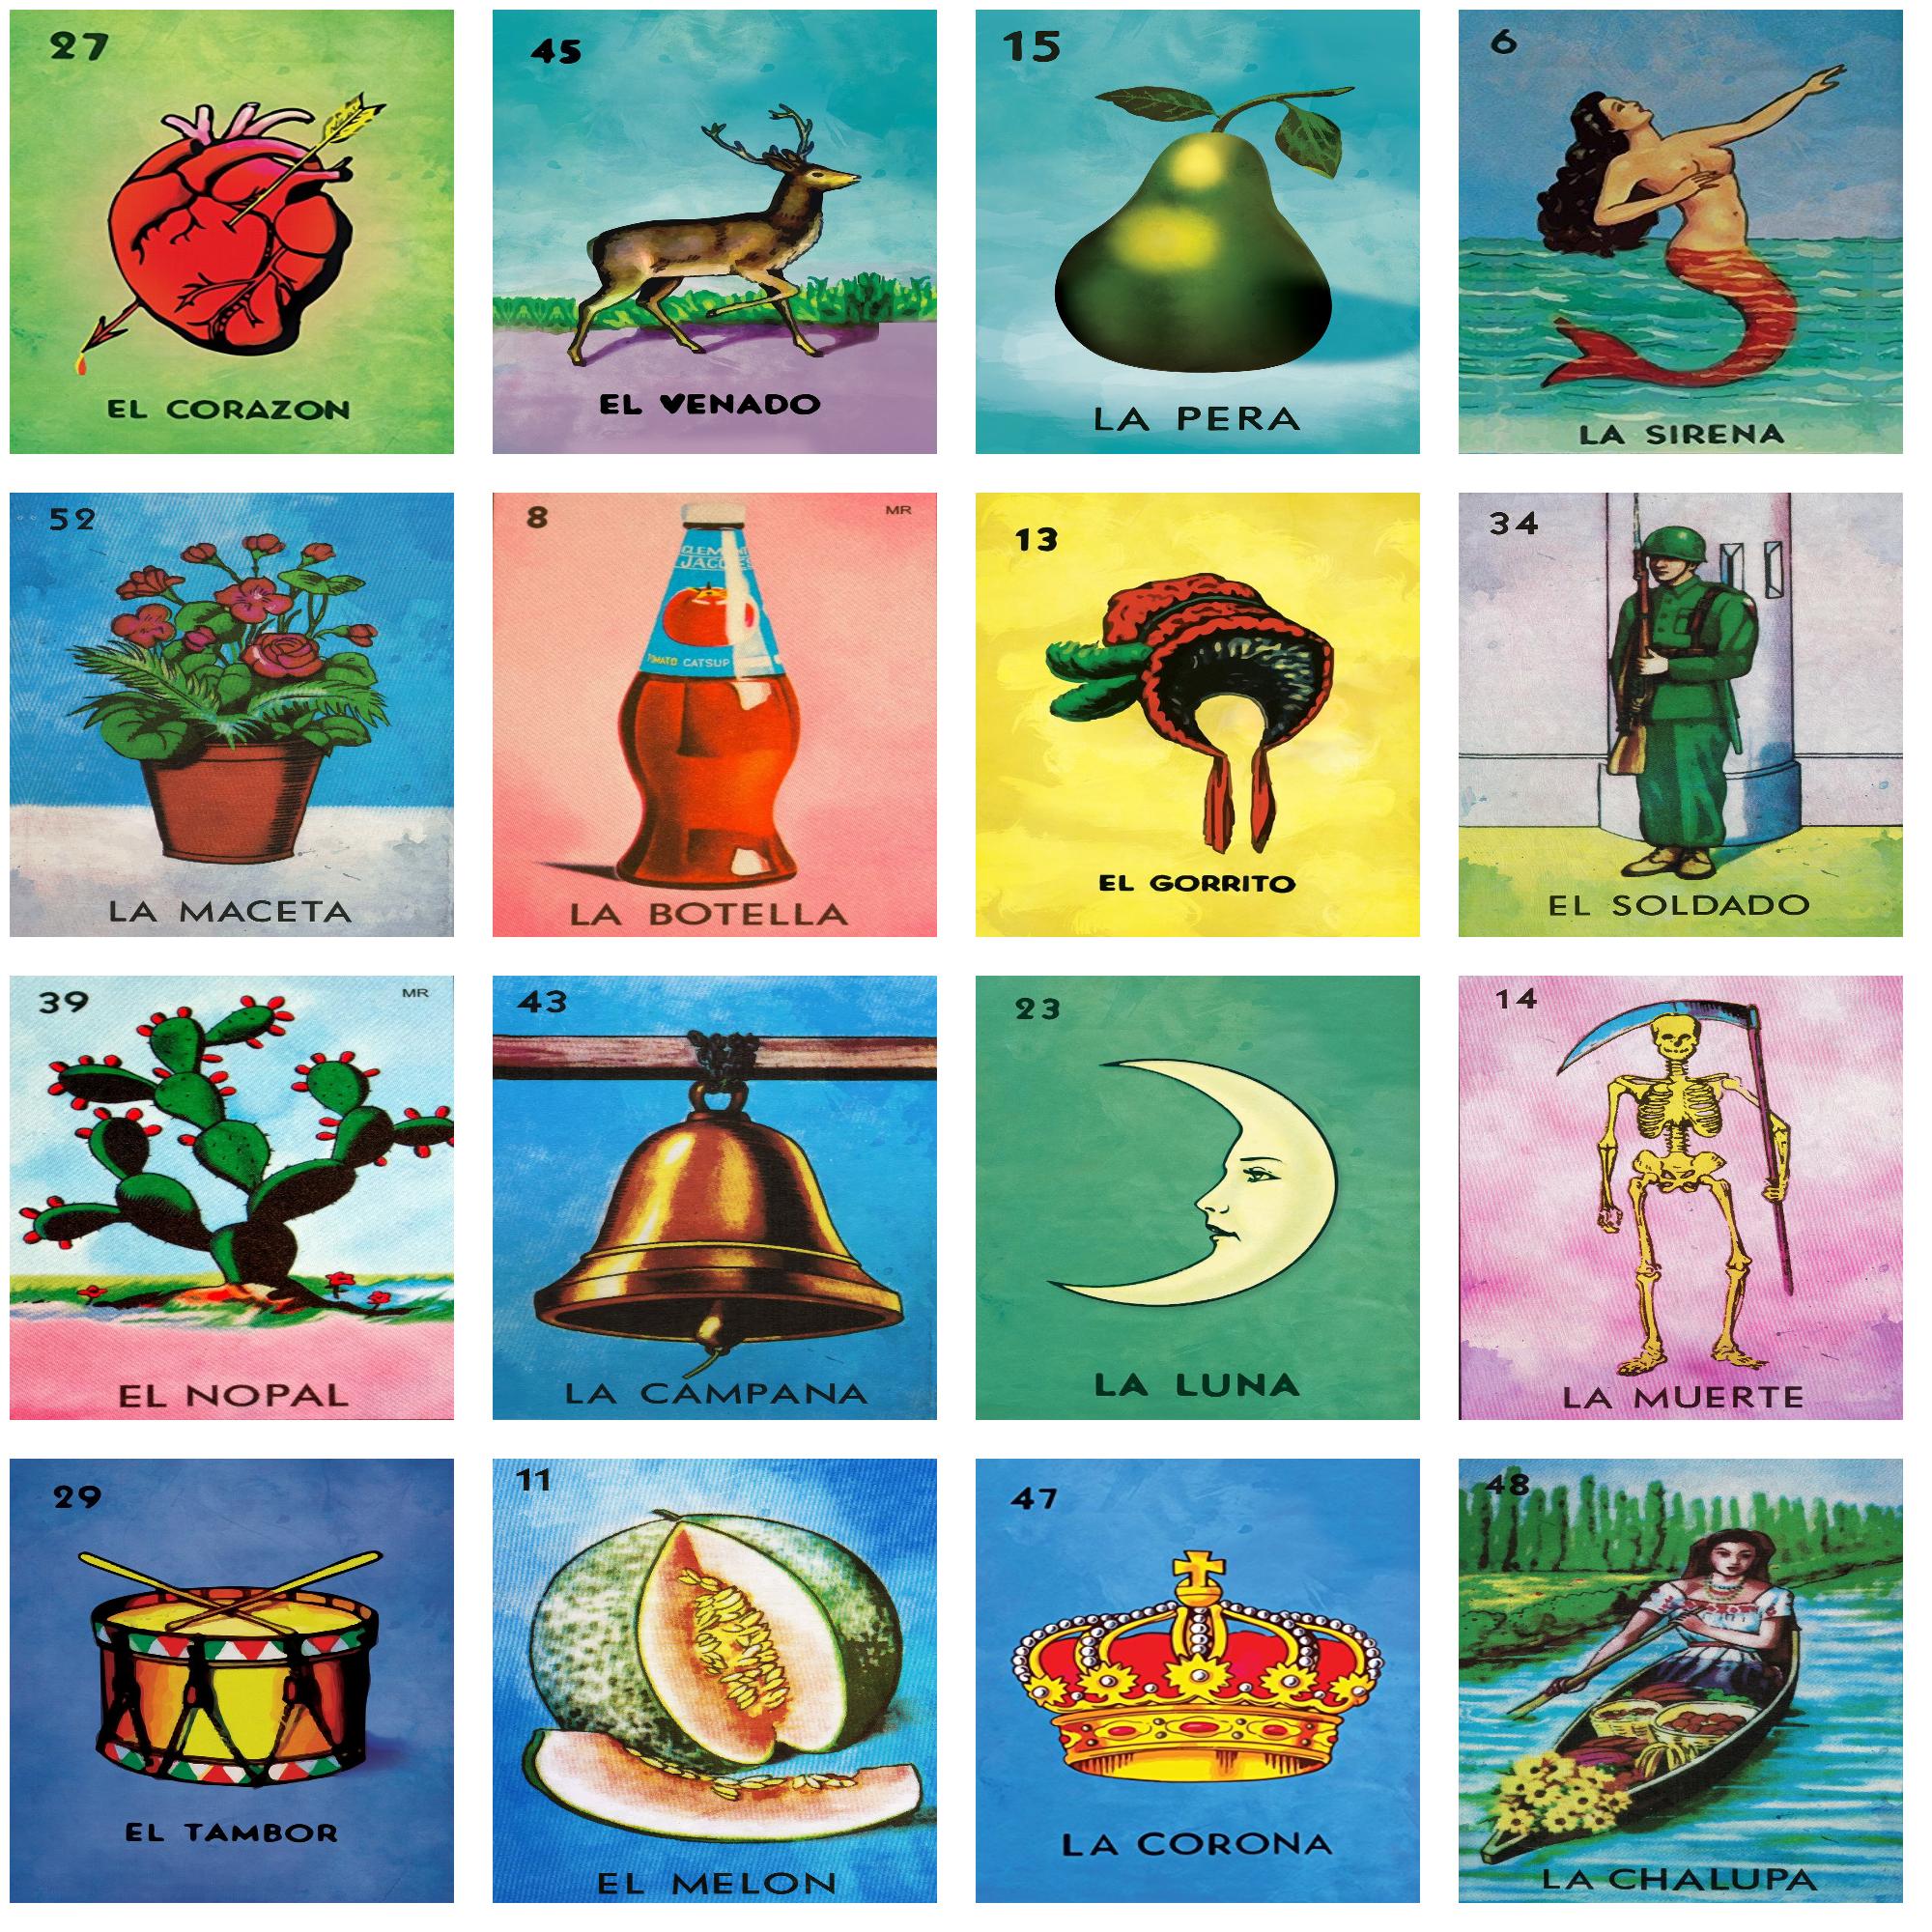 27
EL CORAZON
45
EL VENADO
15
LA PERA
6
LA SIRENA
52
LA MACETA
8
MR
CLEMENT
JACQUES
TOMATO CATSUP
LA BOTELLA
13
EL GORRITO
34
EL SOLDADO
39
MR
EL NOPAL
43
LA CAMPANA
23
LA LUNA
14
LA MUERTE
29
EL TAMBOR
11
EL MELON
47
LA CORONA
48
LA CHALUPA